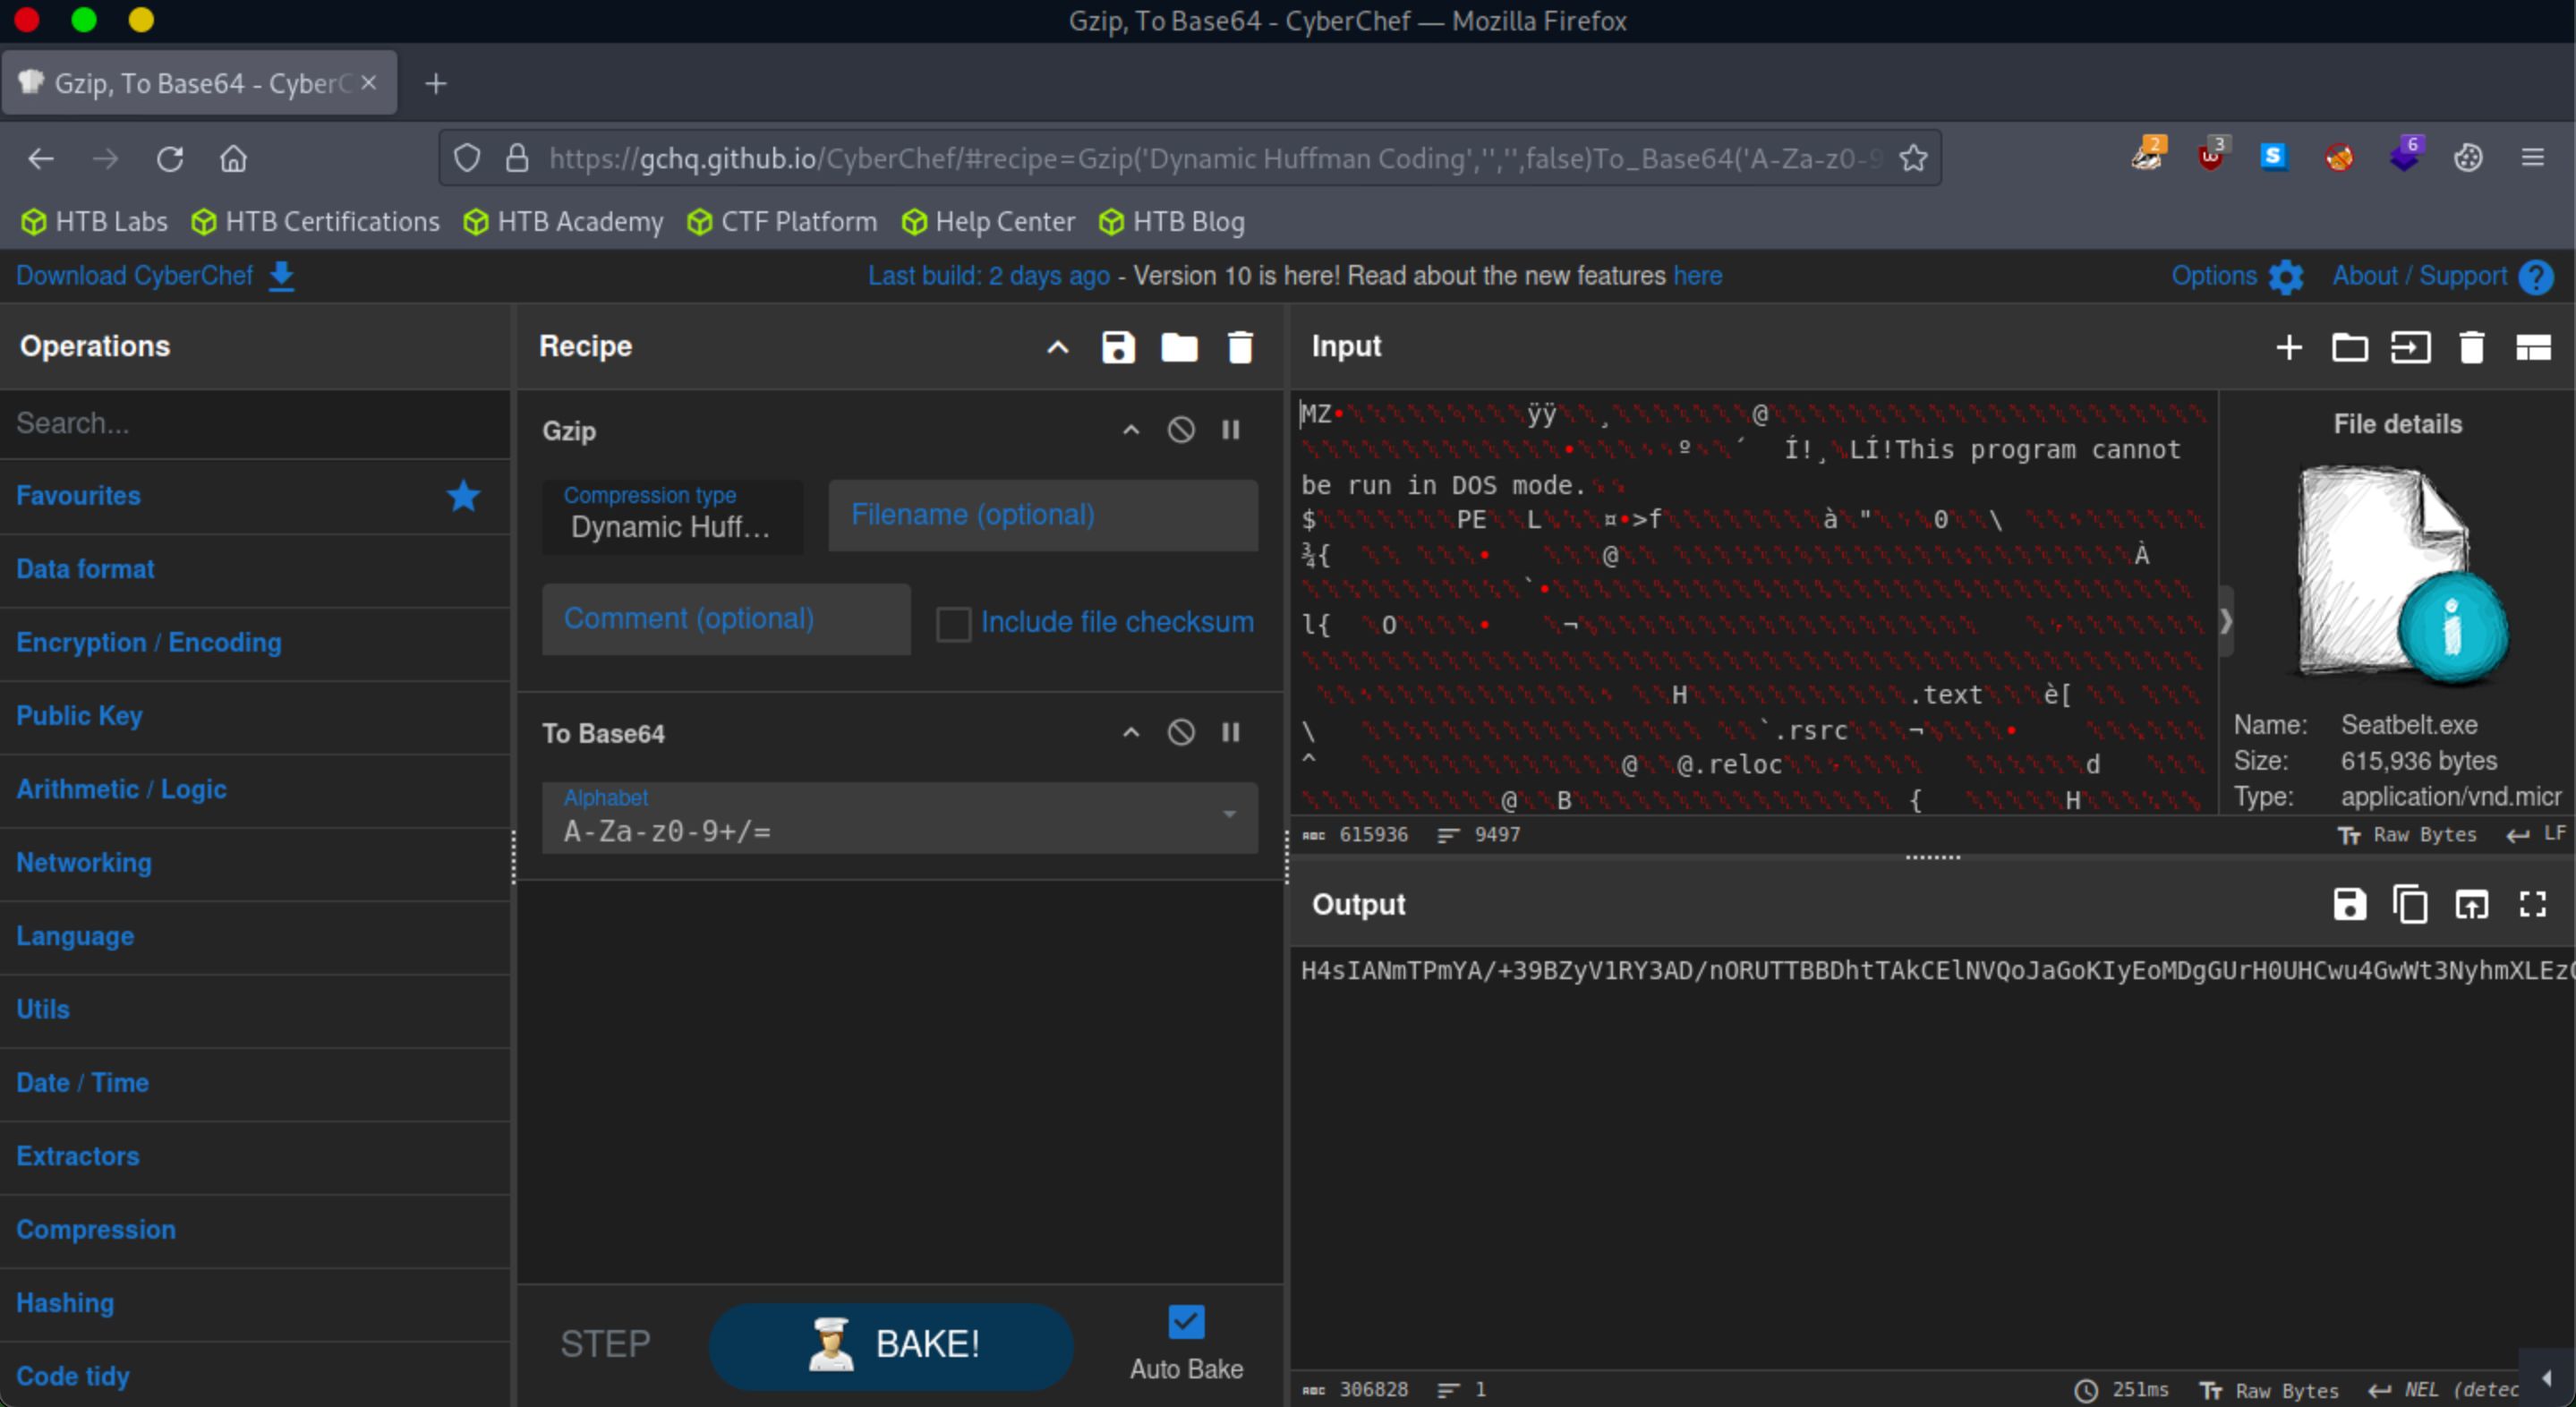 Gzip, To Base64 - CyberChef — Mozilla Firefox
Gzip, To Base64 - CyberC
https://gchq.github.io/CyberChef/#recipe=Gzip('Dynamic Huffman Coding','','',false)To_Base64('A-Za-z0-9
2 3 S 6
HTB Labs HTB Certifications HTB Academy CTF Platform Help Center HTB Blog
Download CyberChef Last build: 2 days ago - Version 10 is here! Read about the new features here Options About / Support
Operations
Search...
Favourites
Data format
Encryption / Encoding
Public Key
Arithmetic / Logic
Networking
Language
Utils
Date / Time
Extractors
Compression
Hashing
Code tidy
Recipe
Gzip
Compression type
Dynamic Huff...
Filename (optional)
Comment (optional)
Include file checksum
To Base64
Alphabet
A-Za-z0-9+/=
STEP
BAKE!
Auto Bake
Input
MZ ÿÿ ¸ @
º ´ Í!¸ LÍ!This program cannot
be run in DOS mode.
$ PE L ¤ >f à " 0 \
¾{ @ À
`
l{ O ¬
H .text è[
\ `.rsrc ¬
^ @ @.reloc d
@ B { H
File details
Name: Seatbelt.exe
Size: 615,936 bytes
Type: application/vnd.micr
615936 9497 Raw Bytes LF
Output
H4sIANmTPmYA/+39BZyV1RY3AD/nORUTTBBDhtTAkCElNVQoJaGoKIyEoMDgGUrH0UHCwu4GwWt3NyhmXLEz
306828 1 251ms Raw Bytes NEL (detec